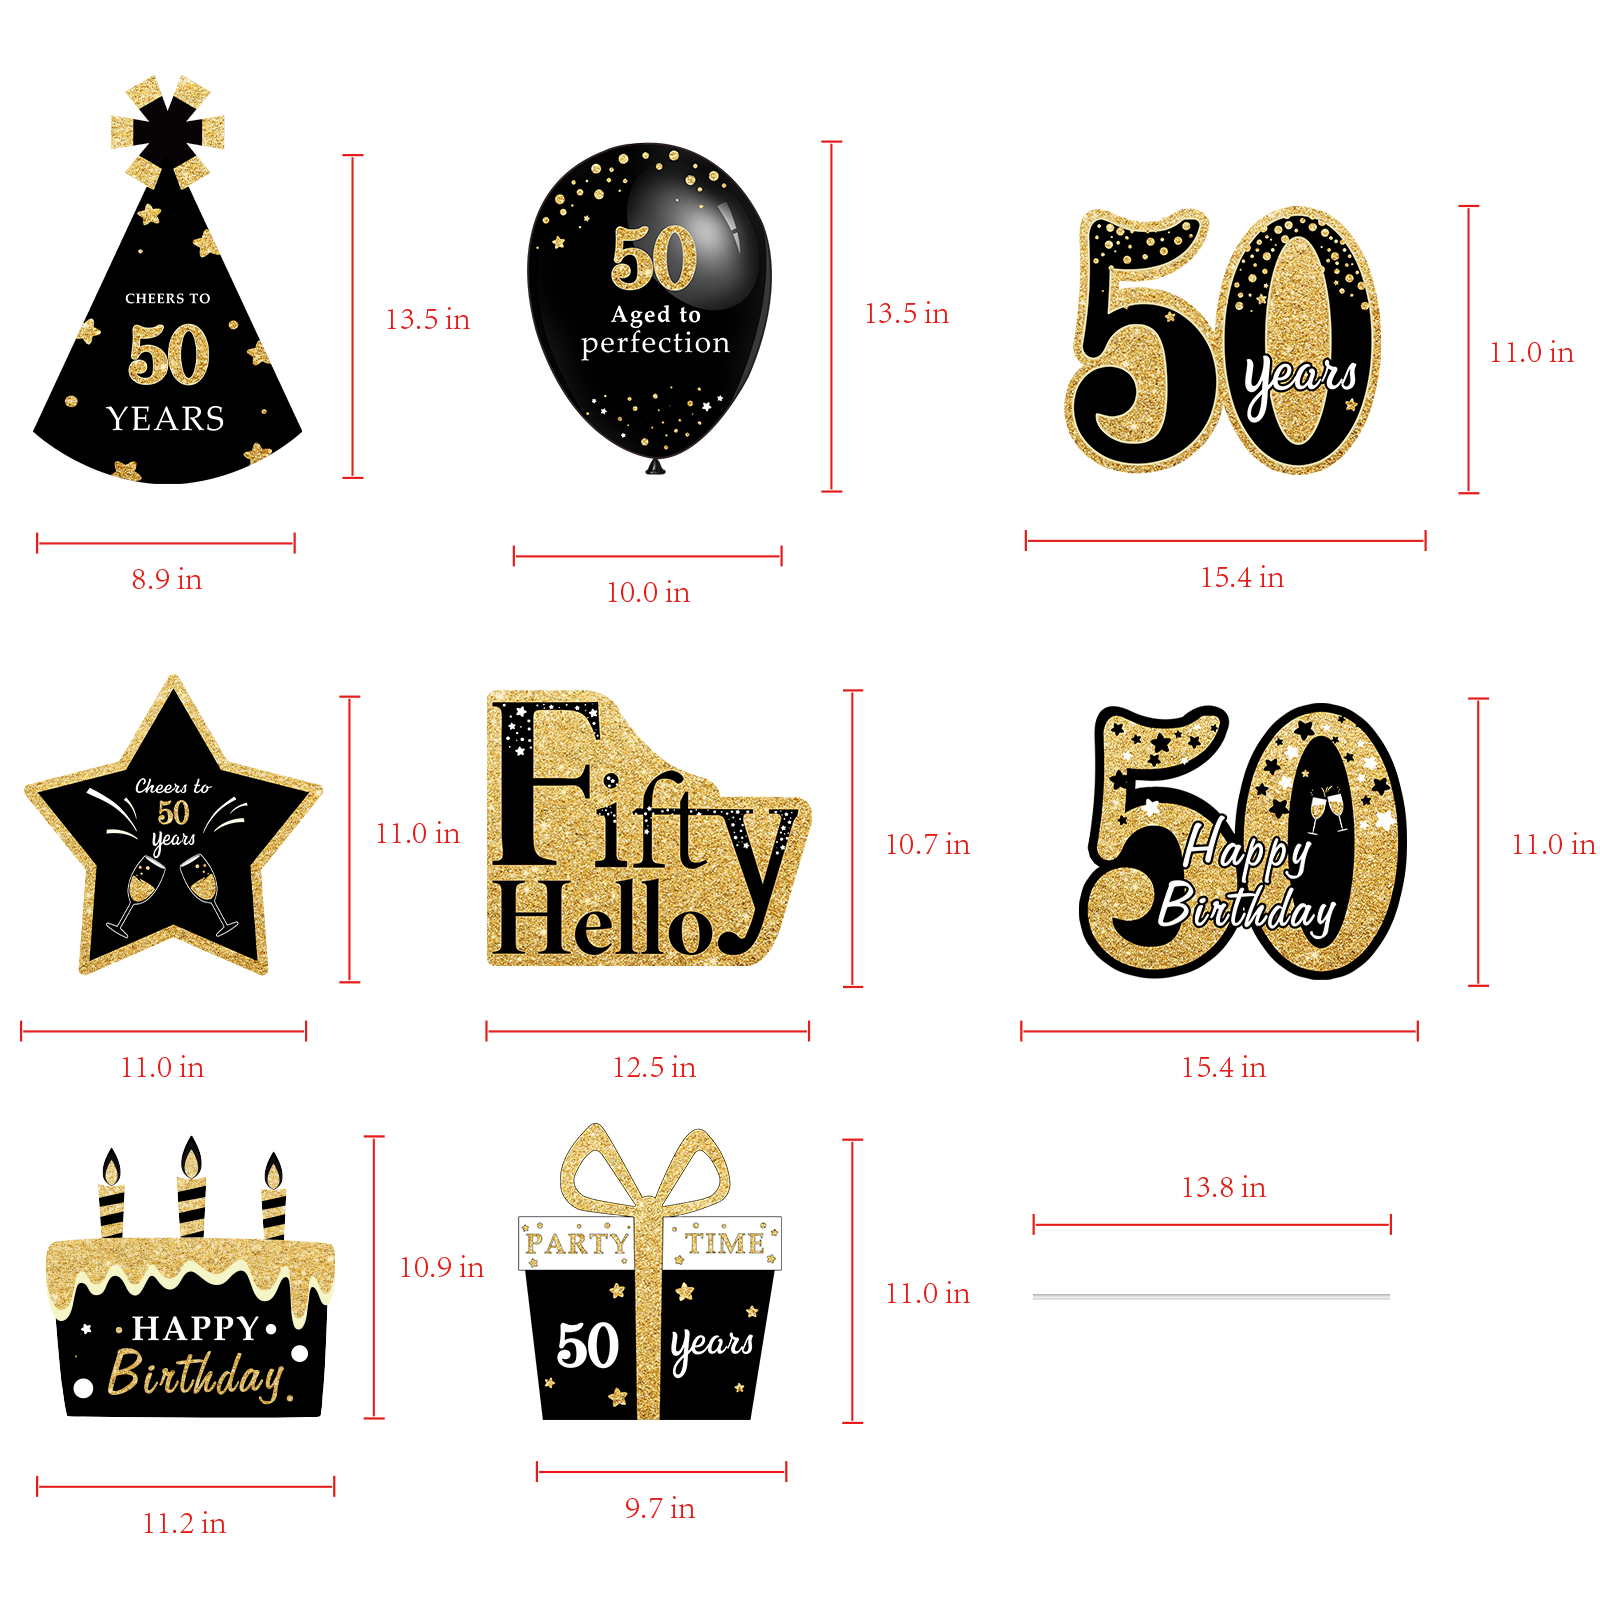 CHEERS TO
50
YEARS
13.5 in
8.9 in
50
Aged to
perfection
13.5 in
10.0 in
50
years
11.0 in
15.4 in
Cheers to
50
years
11.0 in
11.0 in
Fifty
Hello
10.7 in
12.5 in
50
Happy
Birthday
11.0 in
15.4 in
HAPPY
Birthday
10.9 in
11.2 in
PARTY TIME
50 years
11.0 in
9.7 in
13.8 in